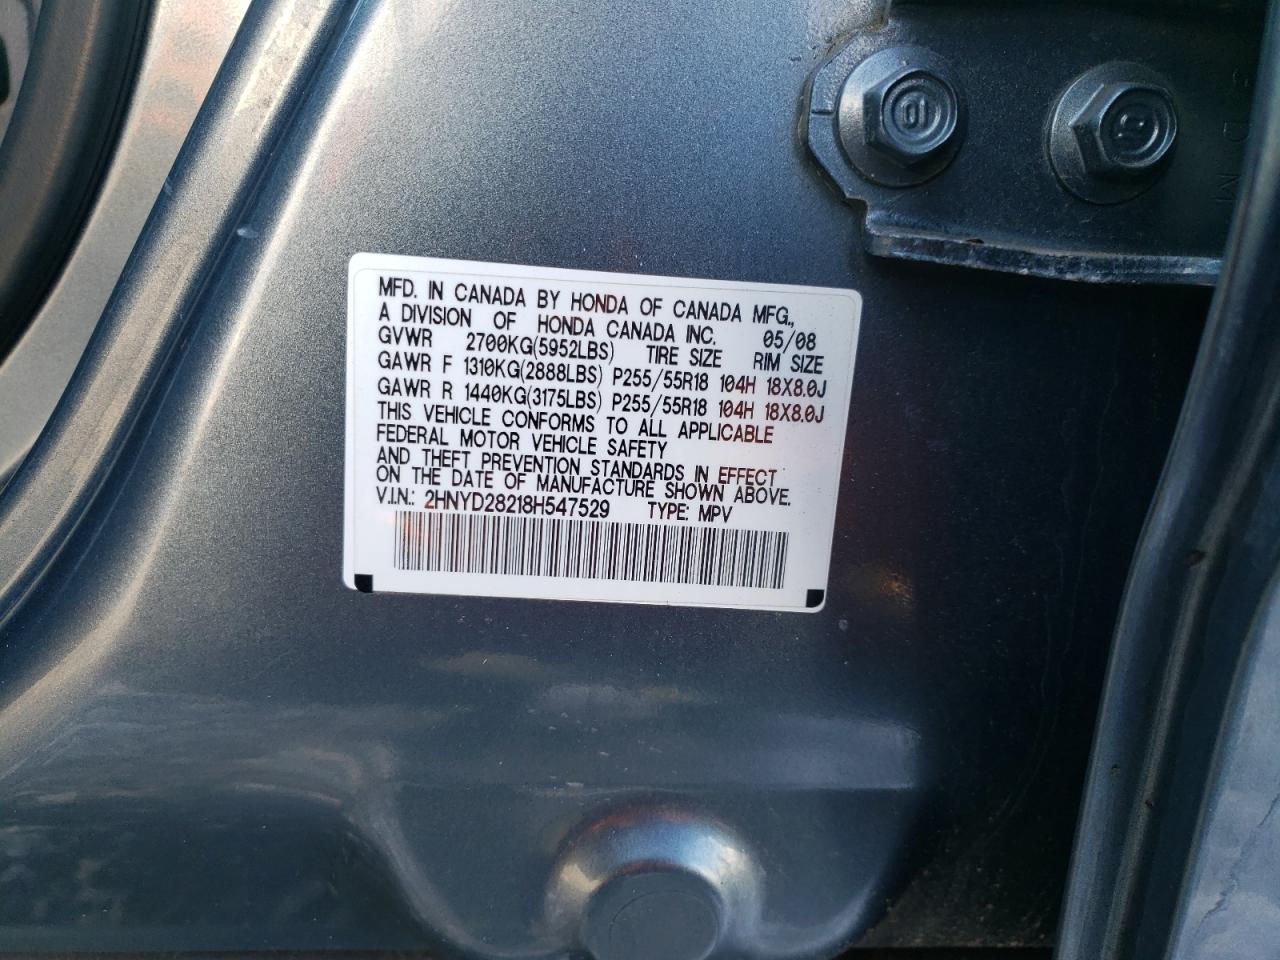 MFD. IN CANADA BY HONDA OF CANADA MFG.,
A DIVISION OF HONDA CANADA INC. 05/08
GVWR 2700KG(5952LBS) TIRE SIZE RIM SIZE
GAWR F 1310KG(2888LBS) P255/55R18 104H 18X8.0J
GAWR R 1440KG(3175LBS) P255/55R18 104H 18X8.0J
THIS VEHICLE CONFORMS TO ALL APPLICABLE
FEDERAL MOTOR VEHICLE SAFETY
AND THEFT PREVENTION STANDARDS IN EFFECT
ON THE DATE OF MANUFACTURE SHOWN ABOVE.
V.I.N.: 2HNYD28218H547529 TYPE: MPV